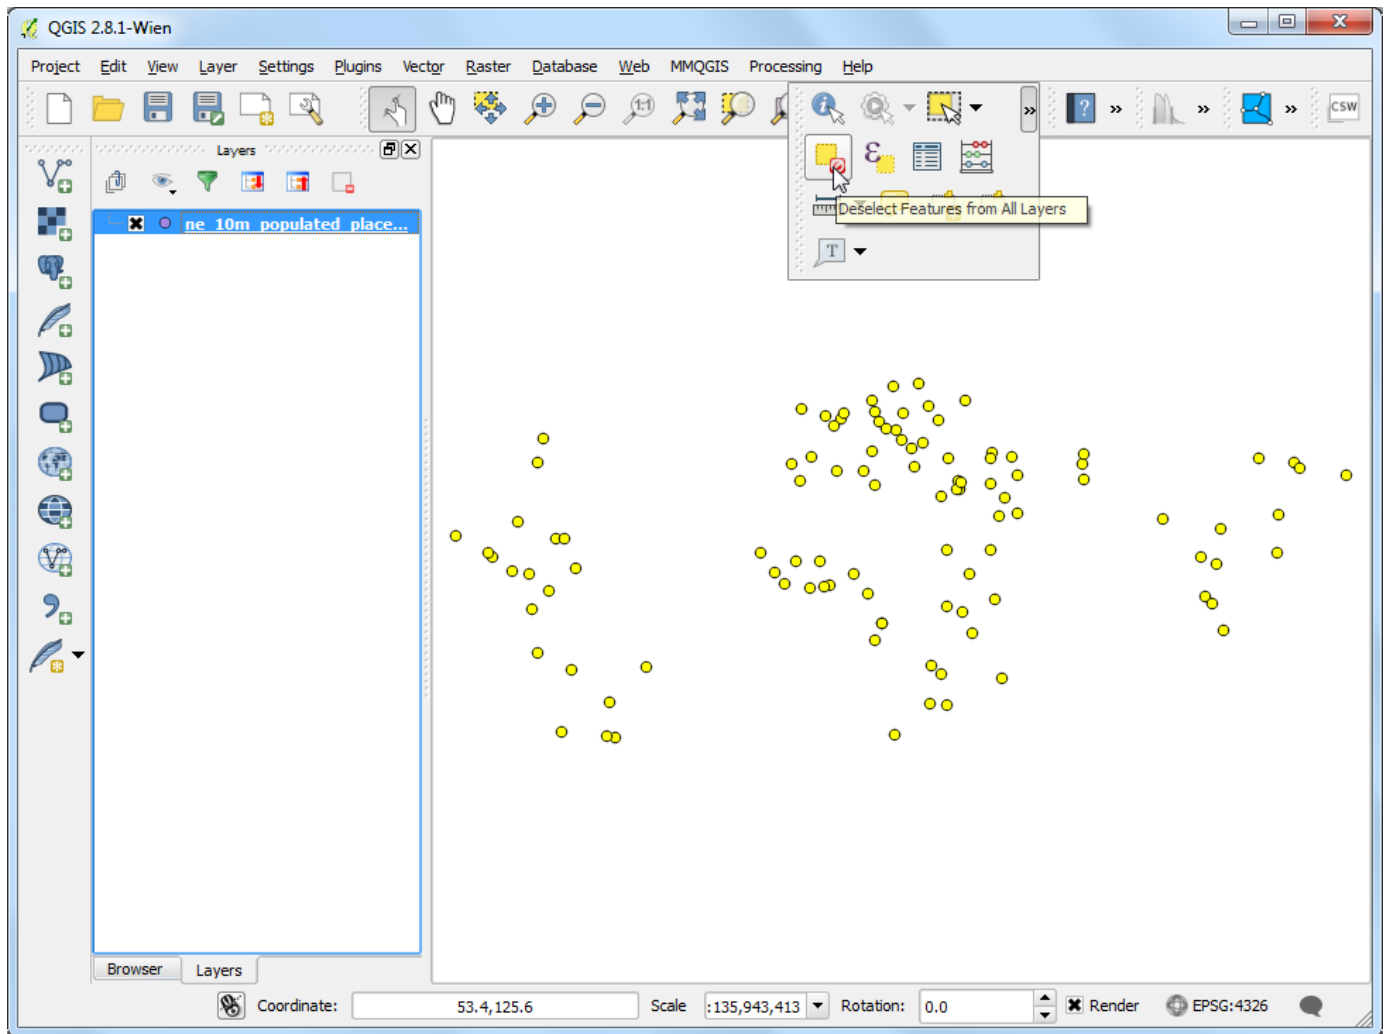 QGIS 2.8.1-Wien
Project Edit View Layer Settings Plugins Vector Raster Database Web MMQGIS Processing Help
1:1
?
»
»
»
»
CSW
Layers
ε
Deselect Features from All Layers
ne_10m_populated_place...
T
Browser Layers
Coordinate: 53.4,125.6 Scale :135,943,413 Rotation: 0.0 Render EPSG:4326